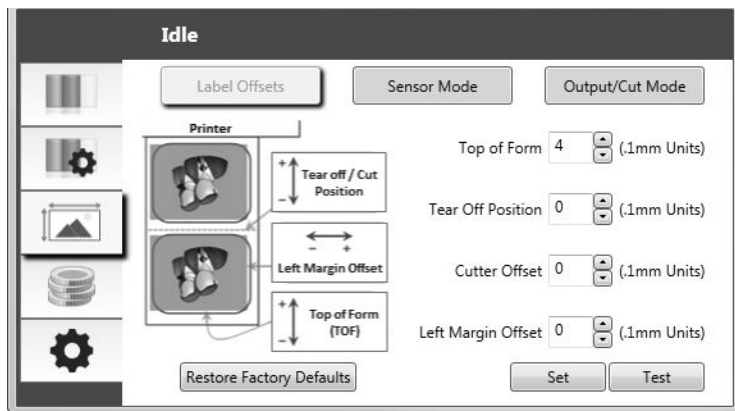 Idle
Label Offsets
Sensor Mode
Output/Cut Mode
Printer
+
Tear off / Cut
Position
–
– +
Left Margin Offset
+
Top of Form
(TOF)
–
Top of Form 4 (.1mm Units)
Tear Off Position 0 (.1mm Units)
Cutter Offset 0 (.1mm Units)
Left Margin Offset 0 (.1mm Units)
Restore Factory Defaults
Set
Test